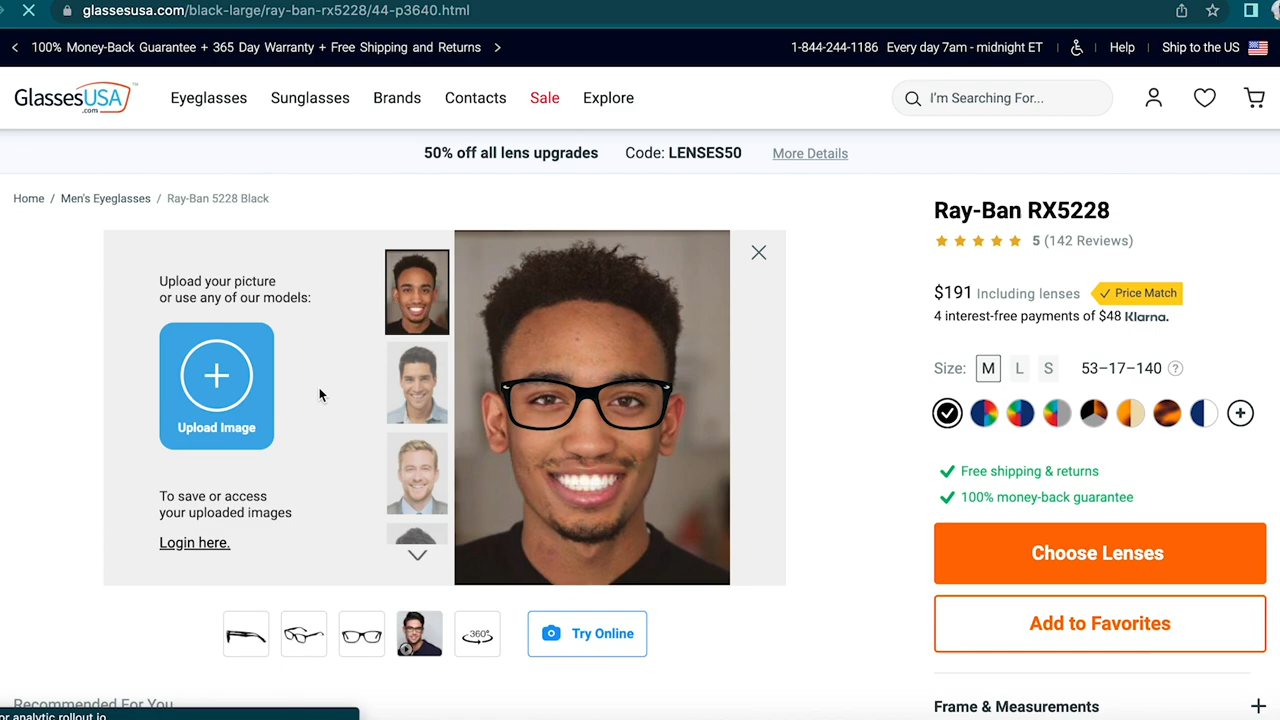 glassesusa.com/black-large/ray-ban-rx5228/44-p3640.html
100% Money-Back Guarantee + 365 Day Warranty + Free Shipping and Returns
1-844-244-1186 Every day 7am - midnight ET
Help
Ship to the US
GlassesUSA
.com
Eyeglasses
Sunglasses
Brands
Contacts
Sale
Explore
I'm Searching For...
50% off all lens upgrades Code: LENSES50 More Details
Home / Men's Eyeglasses / Ray-Ban 5228 Black
Upload your picture
or use any of our models:
Upload Image
To save or access
your uploaded images
Login here.
360°
Try Online
Recommended For You
or analytic.rollout.io
Ray-Ban RX5228
5 (142 Reviews)
$191 Including lenses
Price Match
4 interest-free payments of $48 Klarna.
Size: M L S 53-17-140 ?
Free shipping & returns
100% money-back guarantee
Choose Lenses
Add to Favorites
Frame & Measurements